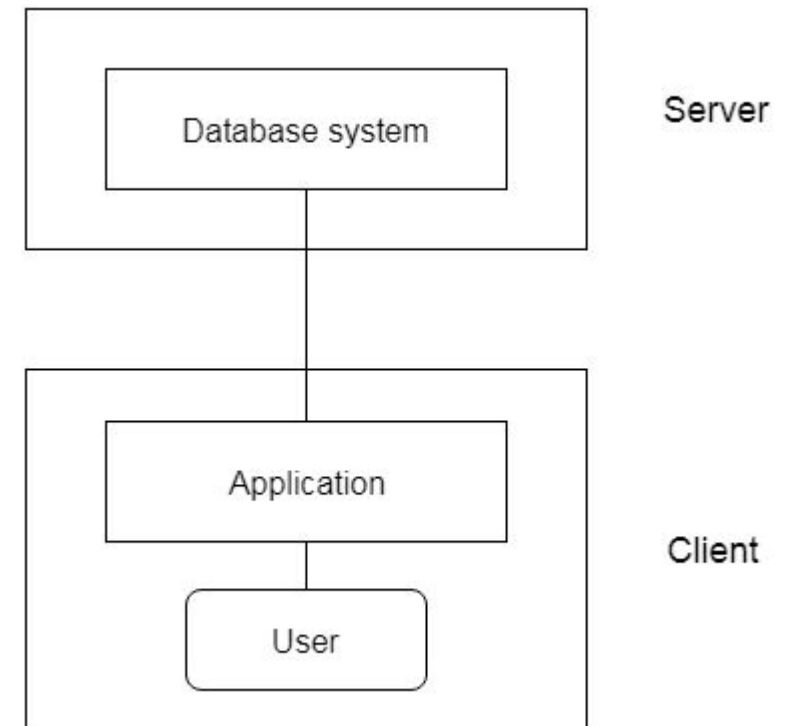 Database system
Server
Application
Client
User